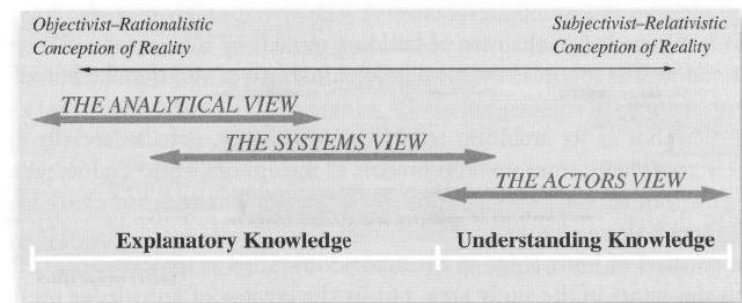 Objectivist–Rationalistic
Conception of Reality
Subjectivist–Relativistic
Conception of Reality
THE ANALYTICAL VIEW
THE SYSTEMS VIEW
THE ACTORS VIEW
Explanatory Knowledge
Understanding Knowledge